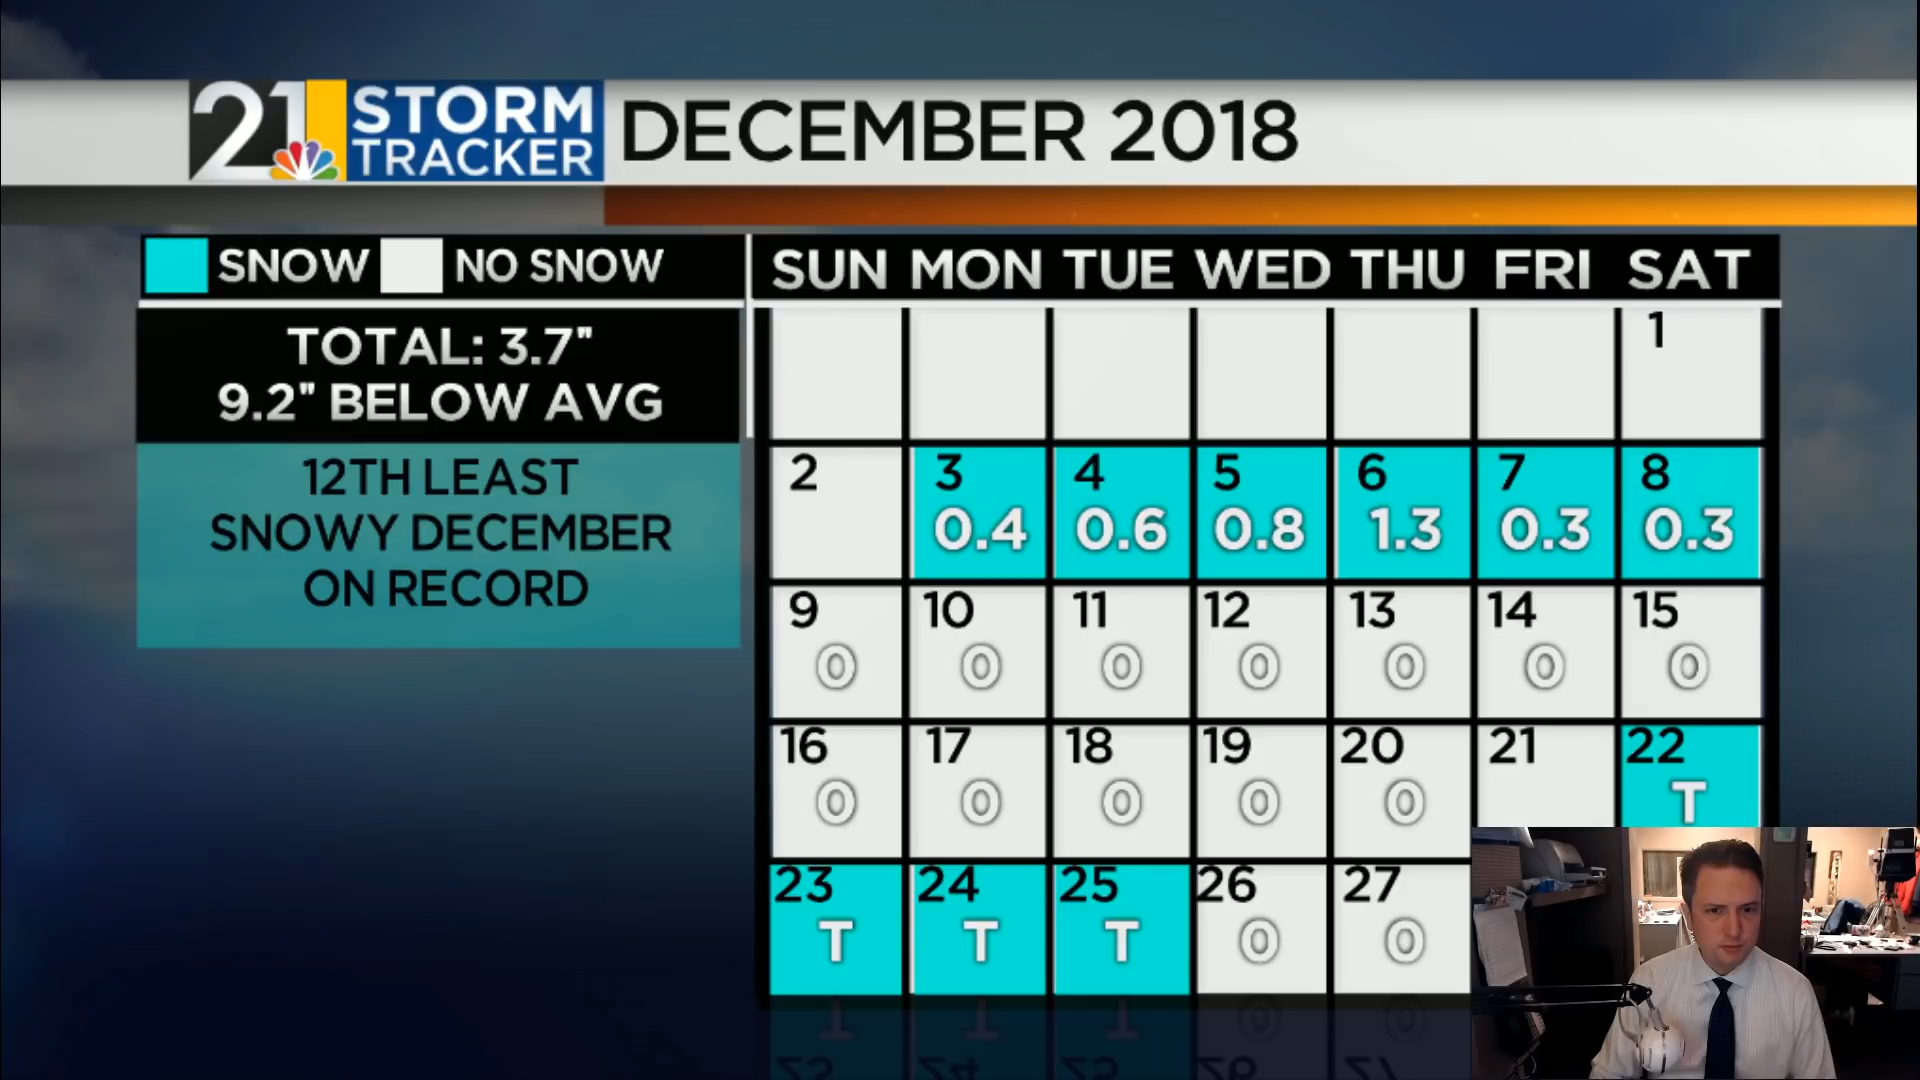 21 STORM TRACKER DECEMBER 2018
SNOW NO SNOW
TOTAL: 3.7"
9.2" BELOW AVG
12TH LEAST
SNOWY DECEMBER
ON RECORD
SUN MON TUE WED THU FRI SAT
1
2 3 4 5 6 7 8
0.4 0.6 0.8 1.3 0.3 0.3
9 10 11 12 13 14 15
0 0 0 0 0 0 0
16 17 18 19 20 21 22
0 0 0 0 0 T
23 24 25 26 27
T T T 0 0